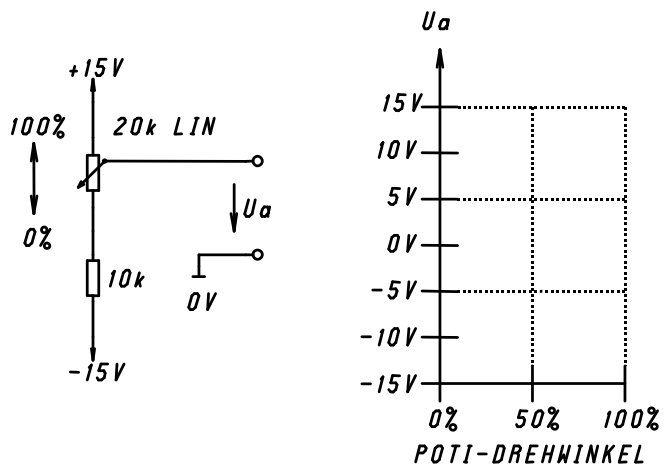 +15V
100%
20k LIN
Ua
0%
10k
0V
-15V
Ua
15V
10V
5V
0V
-5V
-10V
-15V
0% 50% 100%
POTI-DREHWINKEL